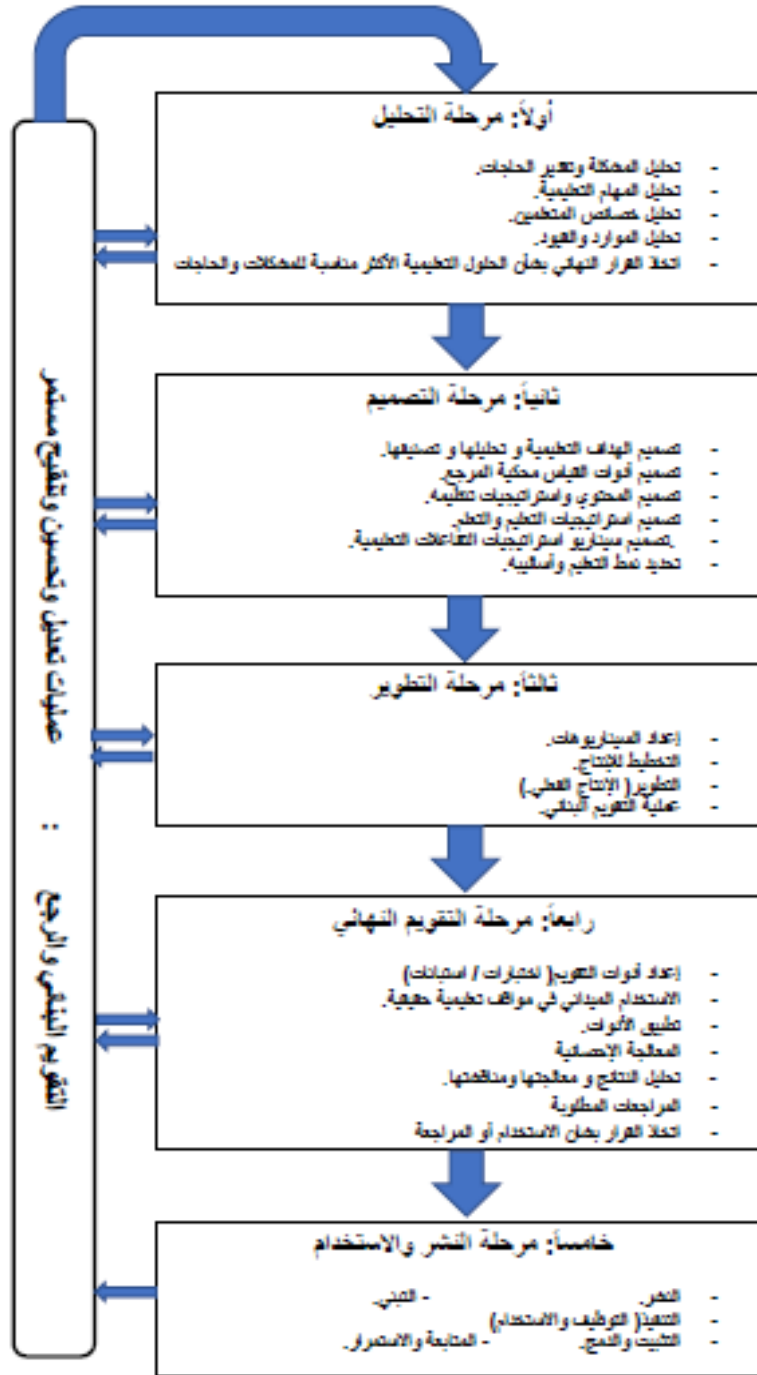 أولاً: مرحلة التحليل
- تحليل المشكلة وتقدير الحاجات.
- تحليل المهام التعليمية.
- تحليل خصائص المتعلمين.
- تحليل الموارد والقيود.
- اتخاذ القرار النهائي بشأن الحلول التعليمية الأكثر مناسبة للمشكلات والحاجات
ثانياً: مرحلة التصميم
- تصميم الهداف التعليمية و تحليلها و تصنيفها.
- تصميم أدوات القياس محكية المرجع.
- تصميم المحتوي واستراتيجيات تنظيمه.
- تصميم استراتيجيات التعليم والتعلم.
- .تصميم سيناريو استراتيجيات التفاعلات التعليمية.
- تحديد نمط التعليم وأساليبه.
ثالثاً: مرحلة التطوير
- إعداد السيناريوهات.
- التخطيط للإنتاج.
- التطوير( الإنتاج الفعلي.)
- عملية التقويم البنائي.
رابعاً: مرحلة التقويم النهائي
- إعداد أدوات التقويم( اختبارات / استبانات)
- الاستخدام الميداني في مواقف تعليمية حقيقية.
- تطبيق الأدوات.
- المعالجة الإحصائية
- تحليل النتائج و معالجتها ومناقشتها.
- المراجعات المطلوبة
- اتخاذ القرار بشان الاستخدام أو المراجعة
خامساً: مرحلة النشر والاستخدام
- النشر. - التبني.
- التنفيذ( التوظيف والاستخدام)
- التثبيت والدمج. - المتابعة والاستمرار.
عمليات تعديل وتحسين وتنقيح مستمر : التقويم البنائي والرجع